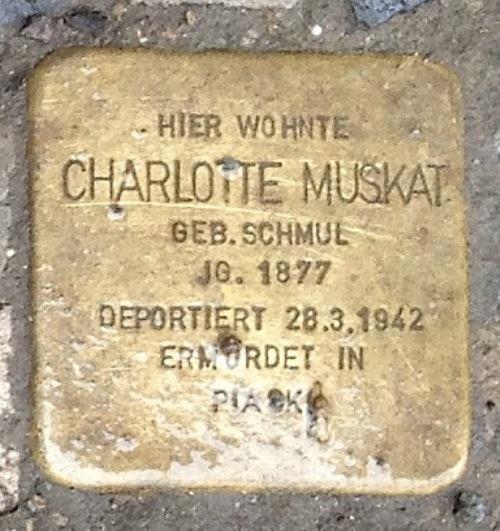 HIER WOHNTE
CHARLOTTE MUSKAT
GEB. SCHMUL
JG. 1877
DEPORTIERT 28.3.1942
ERMORDET IN
PIASKI